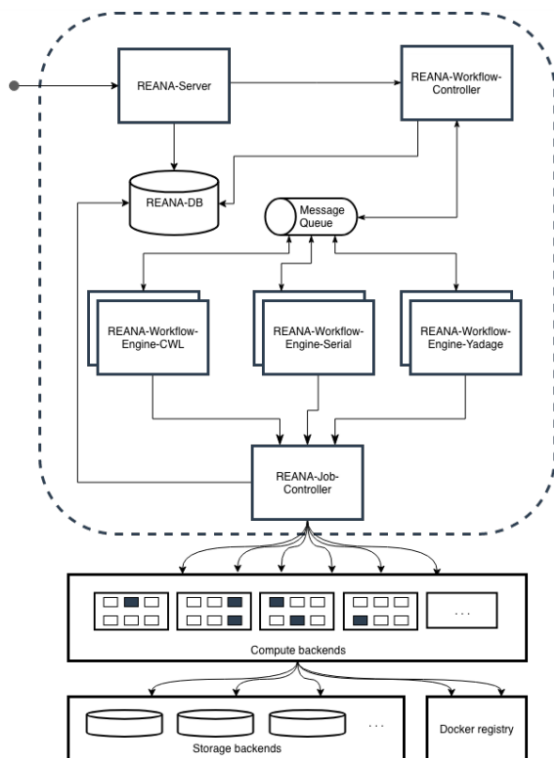 REANA-Server
REANA-Workflow-
Controller
REANA-DB
Message
Queue
REANA-Workflow-
Engine-CWL
REANA-Workflow-
Engine-Serial
REANA-Workflow-
Engine-Yadage
REANA-Job-
Controller
. . .
Compute backends
. . .
Storage backends
Docker registry